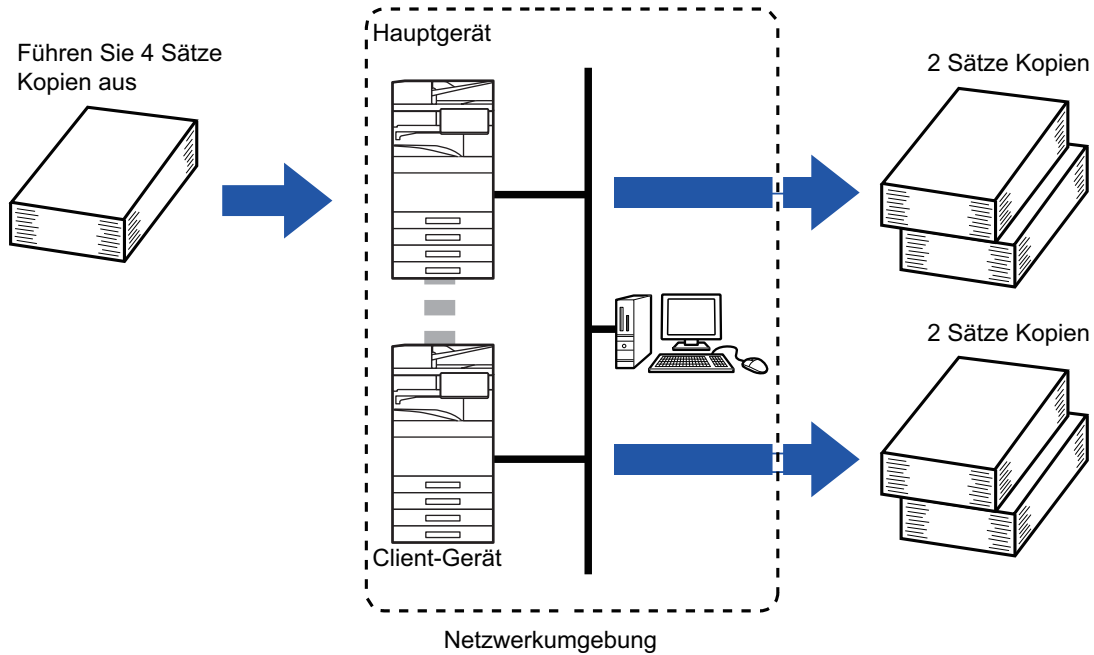 Führen Sie 4 Sätze
Kopien aus
Hauptgerät
2 Sätze Kopien
2 Sätze Kopien
Client-Gerät
Netzwerkumgebung